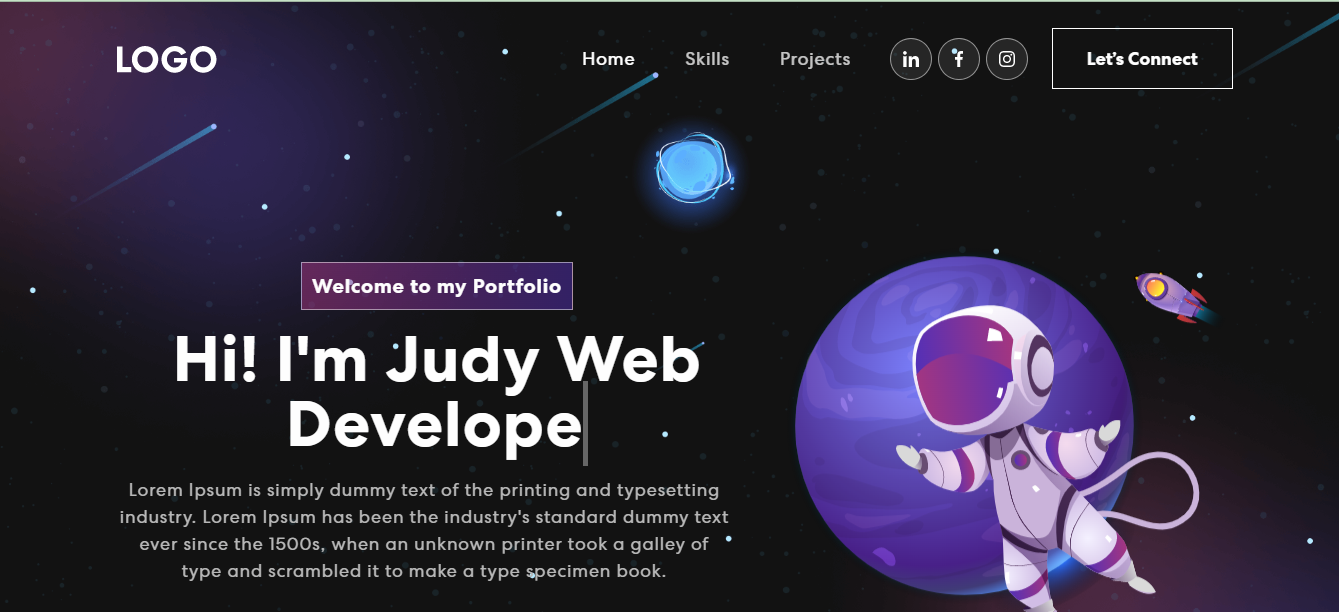 LOGO
Home
Skills
Projects
in
f
Let's Connect
Welcome to my Portfolio
Hi! I'm Judy Web
Develope
Lorem Ipsum is simply dummy text of the printing and typesetting
industry. Lorem Ipsum has been the industry's standard dummy text
ever since the 1500s, when an unknown printer took a galley of
type and scrambled it to make a type specimen book.